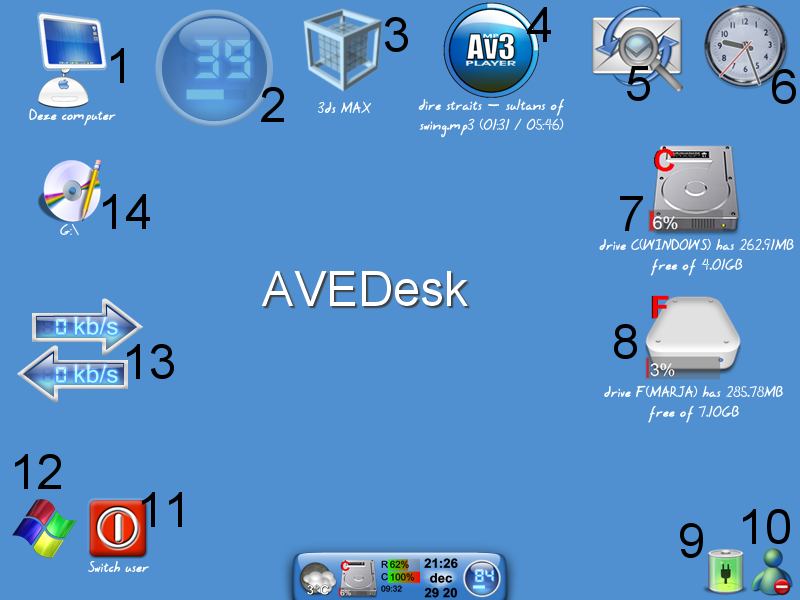 1
39
2
3
3ds MAX
MP
Av3
PLAYER
4
dire straits - sultans of
swing.mp3 (01:31 / 05:46)
5
6
Deze computer
14
G:\
C
6%
7
drive C(WINDOWS) has 262.91MB
free of 4.01GB
AVEDesk
0 kb/s
0 kb/s
13
F
3%
8
drive F(MARJA) has 285.78MB
free of 7.10GB
12
11
Switch user
9
10
3°C
C
6%
R 62%
C 100%
09:32
21:26
dec
29 20
84